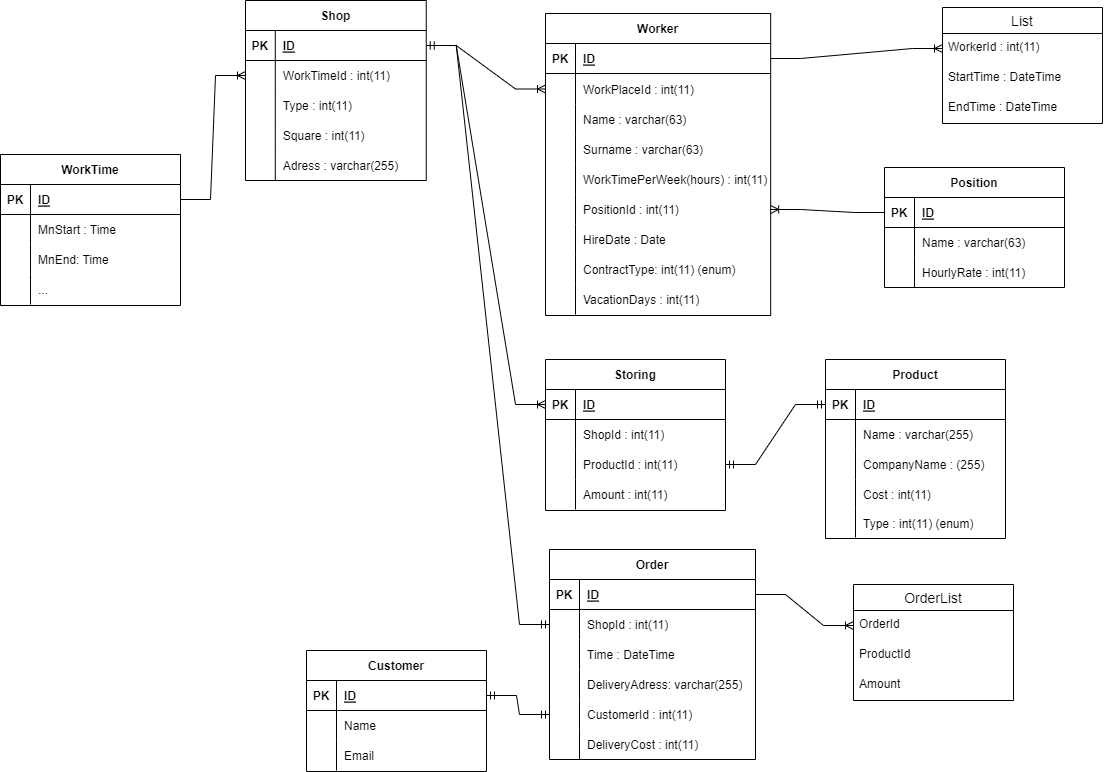 Shop
PK ID
WorkTimeId : int(11)
Type : int(11)
Square : int(11)
Adress : varchar(255)
WorkTime
PK ID
MnStart : Time
MnEnd: Time
...
Worker
PK ID
WorkPlaceId : int(11)
Name : varchar(63)
Surname : varchar(63)
WorkTimePerWeek(hours) : int(11)
PositionId : int(11)
HireDate : Date
ContractType: int(11) (enum)
VacationDays : int(11)
List
WorkerId : int(11)
StartTime : DateTime
EndTime : DateTime
Position
PK ID
Name : varchar(63)
HourlyRate : int(11)
Storing
PK ID
ShopId : int(11)
ProductId : int(11)
Amount : int(11)
Product
PK ID
Name : varchar(255)
CompanyName : (255)
Cost : int(11)
Type : int(11) (enum)
Order
PK ID
ShopId : int(11)
Time : DateTime
DeliveryAdress: varchar(255)
CustomerId : int(11)
DeliveryCost : int(11)
OrderList
OrderId
ProductId
Amount
Customer
PK ID
Name
Email